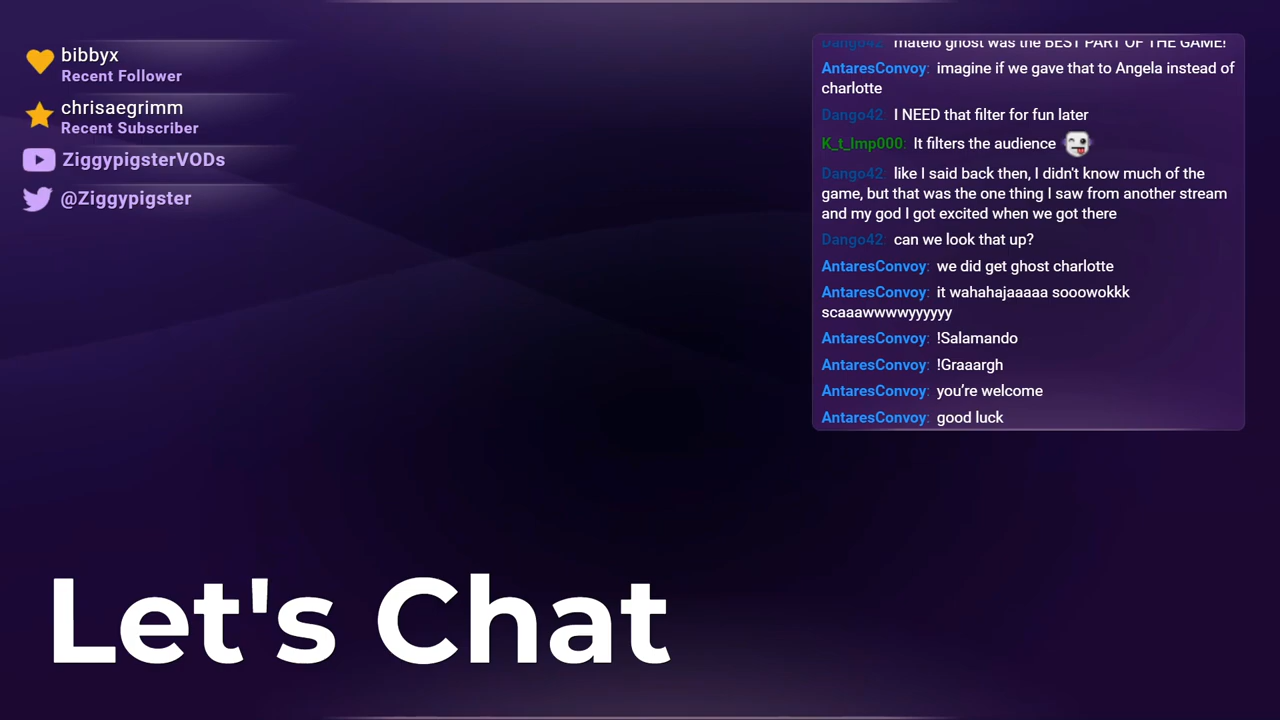 bibbyx
Recent Follower
chrisaegrimm
Recent Subscriber
ZiggypigsterVODs
@Ziggypigster
Dango42: matelo ghost was the BEST PART OF THE GAME!
AntaresConvoy: imagine if we gave that to Angela instead of
charlotte
Dango42: I NEED that filter for fun later
K_t_Imp000: It filters the audience
Dango42: like I said back then, I didn't know much of the
game, but that was the one thing I saw from another stream
and my god I got excited when we got there
Dango42: can we look that up?
AntaresConvoy: we did get ghost charlotte
AntaresConvoy: it wahahajaaaaa sooowokkk
scaaawwwwyyyyyy
AntaresConvoy: !Salamando
AntaresConvoy: !Graaargh
AntaresConvoy: you’re welcome
AntaresConvoy: good luck
Let's Chat